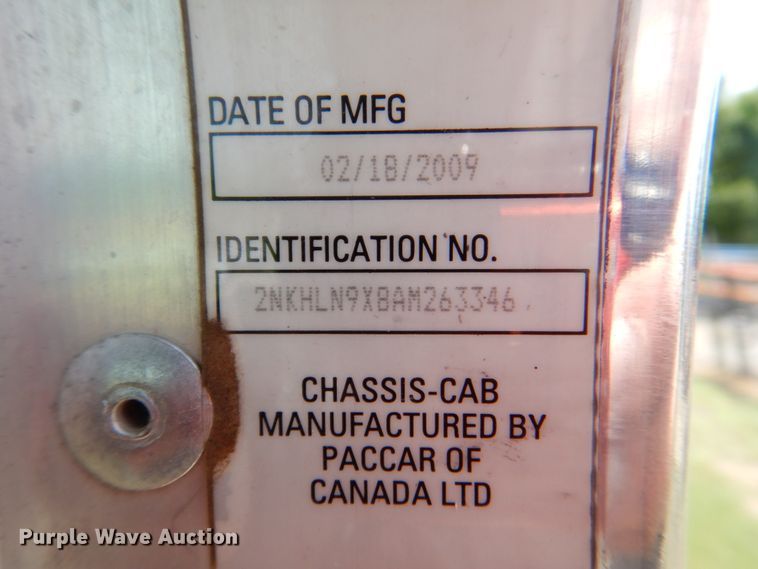 DATE OF MFG
02/18/2009
IDENTIFICATION NO.
2NKHLN9X8AM263346
CHASSIS-CAB
MANUFACTURED BY
PACCAR OF
CANADA LTD
Purple Wave Auction®